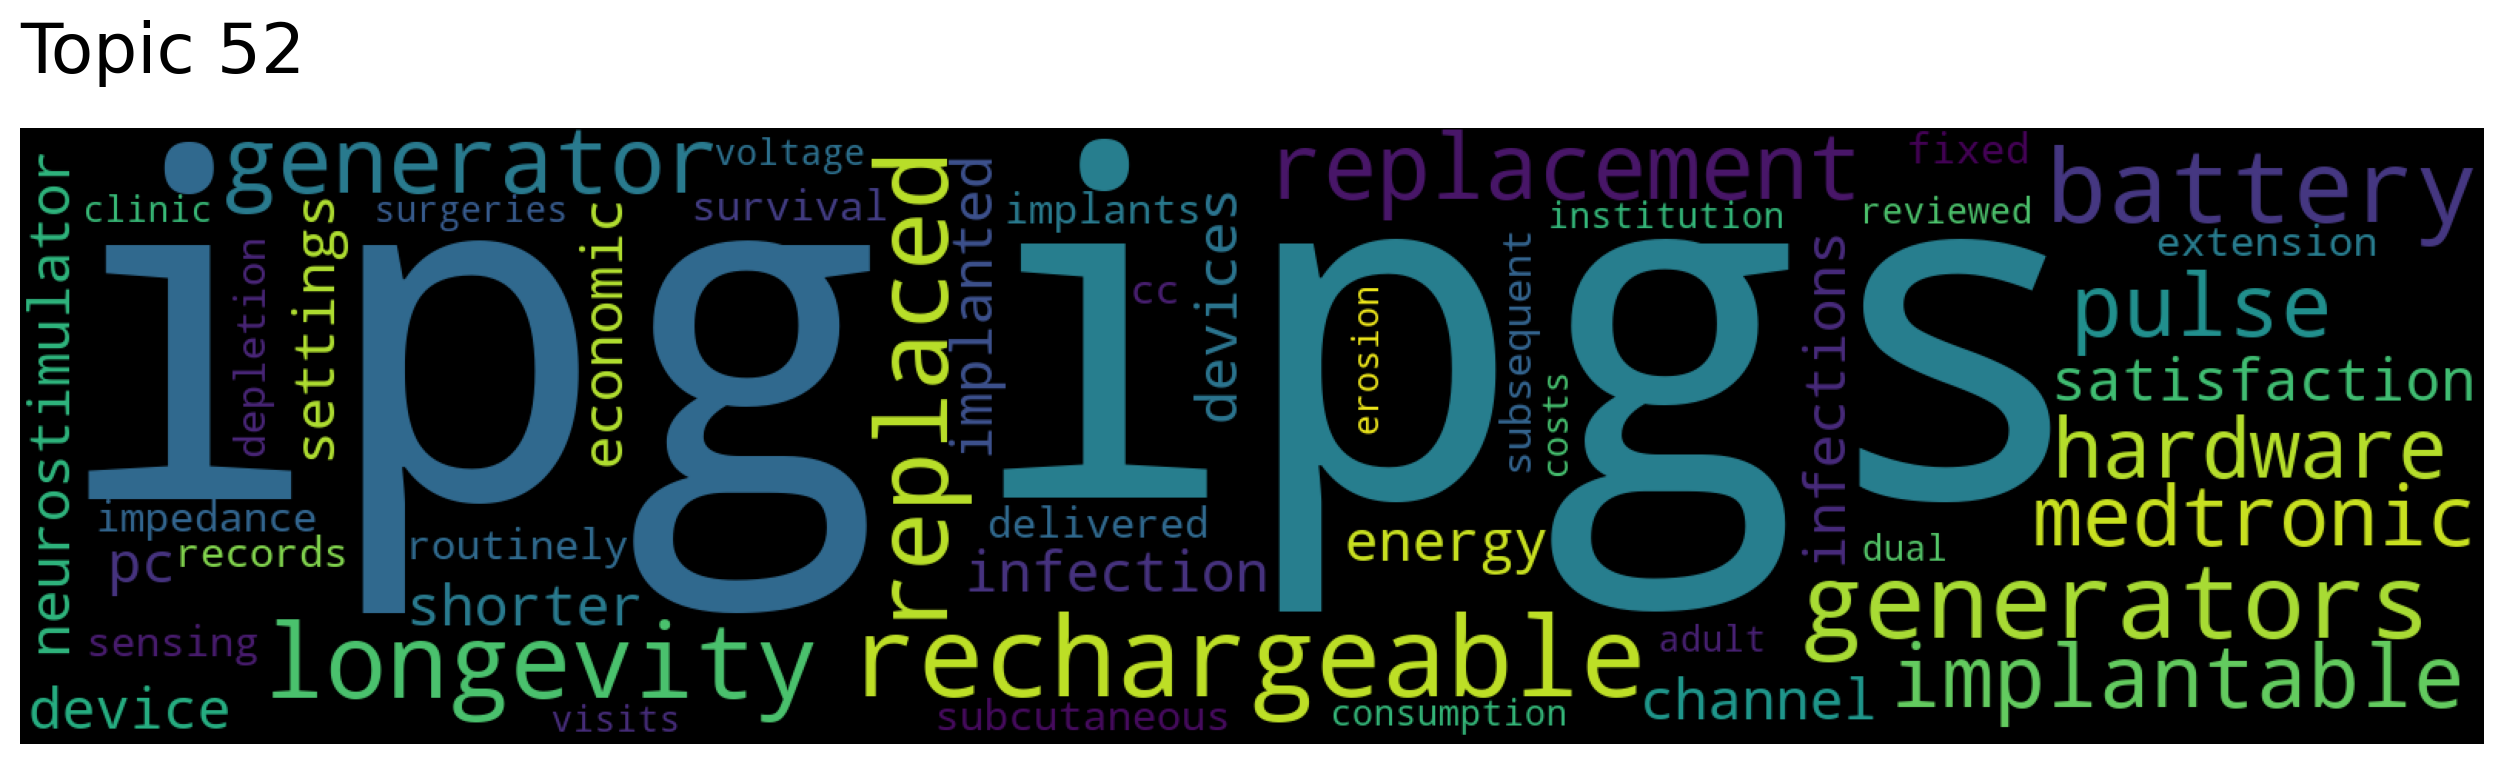 Topic 52
generator
voltage
replacement
fixed
battery
clinic
surgeries
survival
implants
institution
reviewed
extension
neurostimulator
depletion
settings
ipg
economic
replaced
implanted
ipgs
cc
devices
erosion
subsequent
costs
infections
pulse
satisfaction
hardware
medtronic
impedance
pc
records
routinely
delivered
energy
dual
infection
shorter
generators
sensing
longevity
rechargeable
adult
implantable
device
visits
subcutaneous
consumption
channel